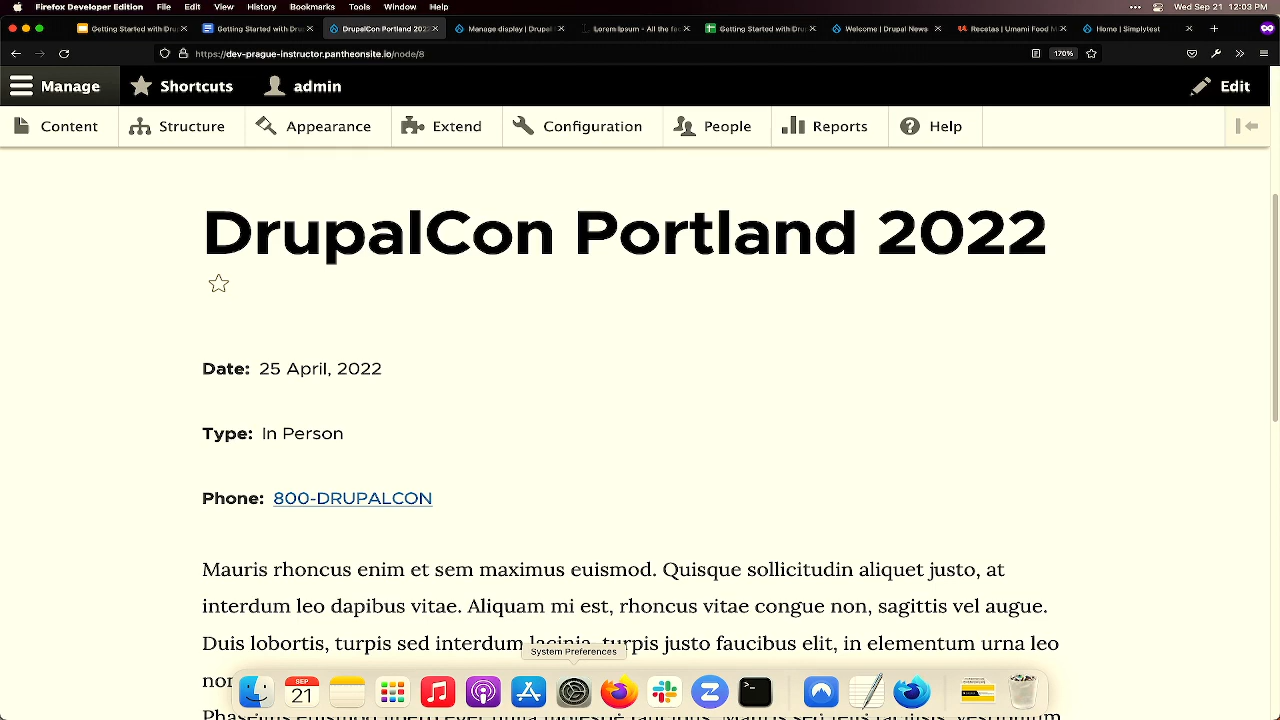 Firefox Developer Edition File Edit View History Bookmarks Tools Window Help Wed Sep 21 12:03 PM
Getting Started with Dru Getting Started with Dru DrupalCon Portland 202 Manage display | Drupal Lorem Ipsum - All the fa Getting Started with Dru Welcome | Drupal News Recetas | Umami Food M Home | Simplytest
https://dev-prague-instructor.pantheonsite.io/node/8 170%
Manage Shortcuts admin Edit
Content Structure Appearance Extend Configuration People Reports Help
DrupalCon Portland 2022
Date: 25 April, 2022
Type: In Person
Phone: 800-DRUPALCON
Mauris rhoncus enim et sem maximus euismod. Quisque sollicitudin aliquet justo, at
interdum leo dapibus vitae. Aliquam mi est, rhoncus vitae congue non, sagittis vel augue.
Duis lobortis, turpis sed interdum lacinia, turpis justo faucibus elit, in elementum urna leo
System Preferences
SEP
21